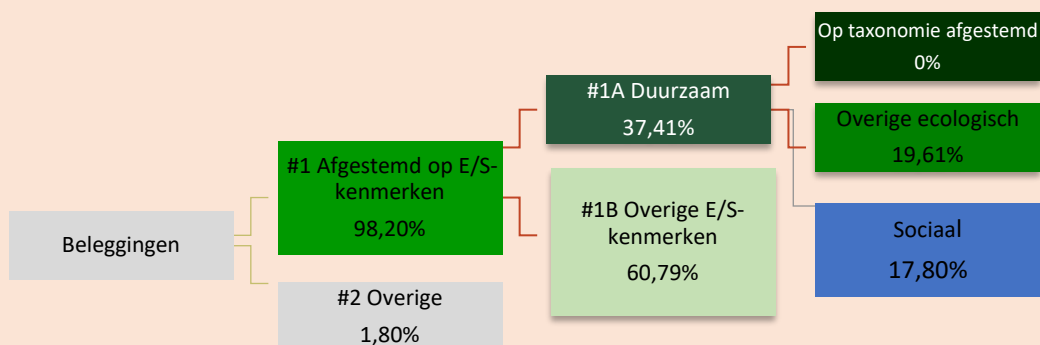 Beleggingen
#1 Afgestemd op E/S-
kenmerken
98,20%
#2 Overige
1,80%
#1A Duurzaam
37,41%
#1B Overige E/S-
kenmerken
60,79%
Op taxonomie afgestemd
0%
Overige ecologisch
19,61%
Sociaal
17,80%